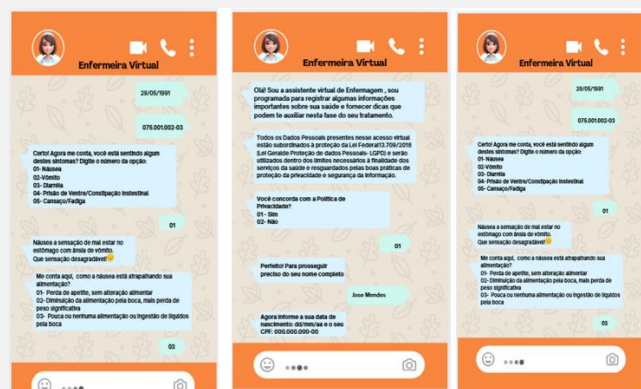 Enfermeira Virtual
29/05/1991
075.001.002-03
Certo! Agora me conta, você está sentindo algum
destes sintomas? Digite o número da opção:
01- Náusea
02-Vômito
03- Diarréia
04- Prisão de Ventre/Constipação Instestinal
05- Cansaço/Fadiga
01
Náusea a sensação de mal estar no
estômago com ânsia de vômito.
Que sensação desagradável!
Me conta aqui, como a náusea está atrapalhando sua
alimentação?
01- Perda de apetite, sem alteração alimentar
02- Diminuição da alimentação pela boca, mais perda de
peso significativa
03- Pouca ou nenhuma alimentação ou ingestão de líquidos
pela boca
03
Enfermeira Virtual
Olá! Sou a assistente virtual de Enfermagem , sou
programada para registrar algumas informações
importantes sobre sua saúde e fornecer dicas que
podem te auxiliar nesta fase do seu tratamento.
Todos os Dados Pessoais presentes nesse acesso virtual
estão submetidos à proteção da Lei Federal13.709/2018
(Lei Geralde Proteção de dados Pessoais- LGPD) e serão
utilizados dentro dos limites necessários à finalidade dos
serviços da saúde e resguardados pelas boas práticas de
proteção da privacidade e segurança da informação.
Você concorda com a Política de
Privacidade?
01 - Sim
02- Não
01
Perfeito! Para prosseguir
preciso do seu nome completo
Jose Mendes
Agora informe a sua data de
nascimento: dd/mm/aa e o seu
CPF: 000.000.000-00
Enfermeira Virtual
29/05/1991
075.001.002-03
Certo! Agora me conta, você está sentindo algum
destes sintomas? Digite o número da opção:
01- Náusea
02-Vômito
03- Diarréia
04- Prisão de Ventre/Constipação Instestinal
05- Cansaço/Fadiga
01
Náusea a sensação de mal estar no
estômago com ânsia de vômito.
Que sensação desagradável!
Me conta aqui, como a náusea está atrapalhando sua
alimentação?
01- Perda de apetite, sem alteração alimentar
02- Diminuição da alimentação pela boca, mais perda de
peso significativa
03- Pouca ou nenhuma alimentação ou ingestão de líquidos
pela boca
03